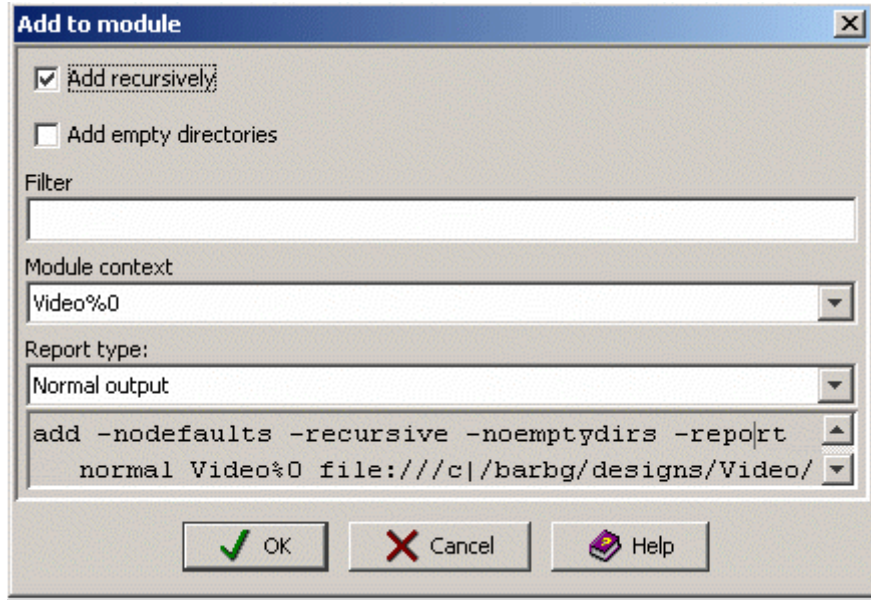 Add to module
Add recursively
Add empty directories
Filter
Module context
Video%0
Report type:
Normal output
add -nodefaults -recursive -noemptydirs -report
normal Video%0 file:///c|/barbg/designs/Video/
OK
Cancel
Help